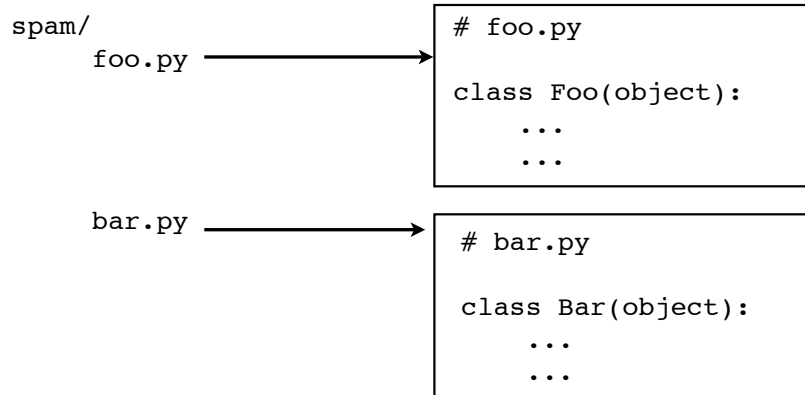 spam/
foo.py
# foo.py
class Foo(object):
...
...
bar.py
# bar.py
class Bar(object):
...
...